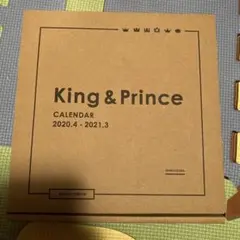 King & Prince
CALENDAR
2020.4 - 2021.3